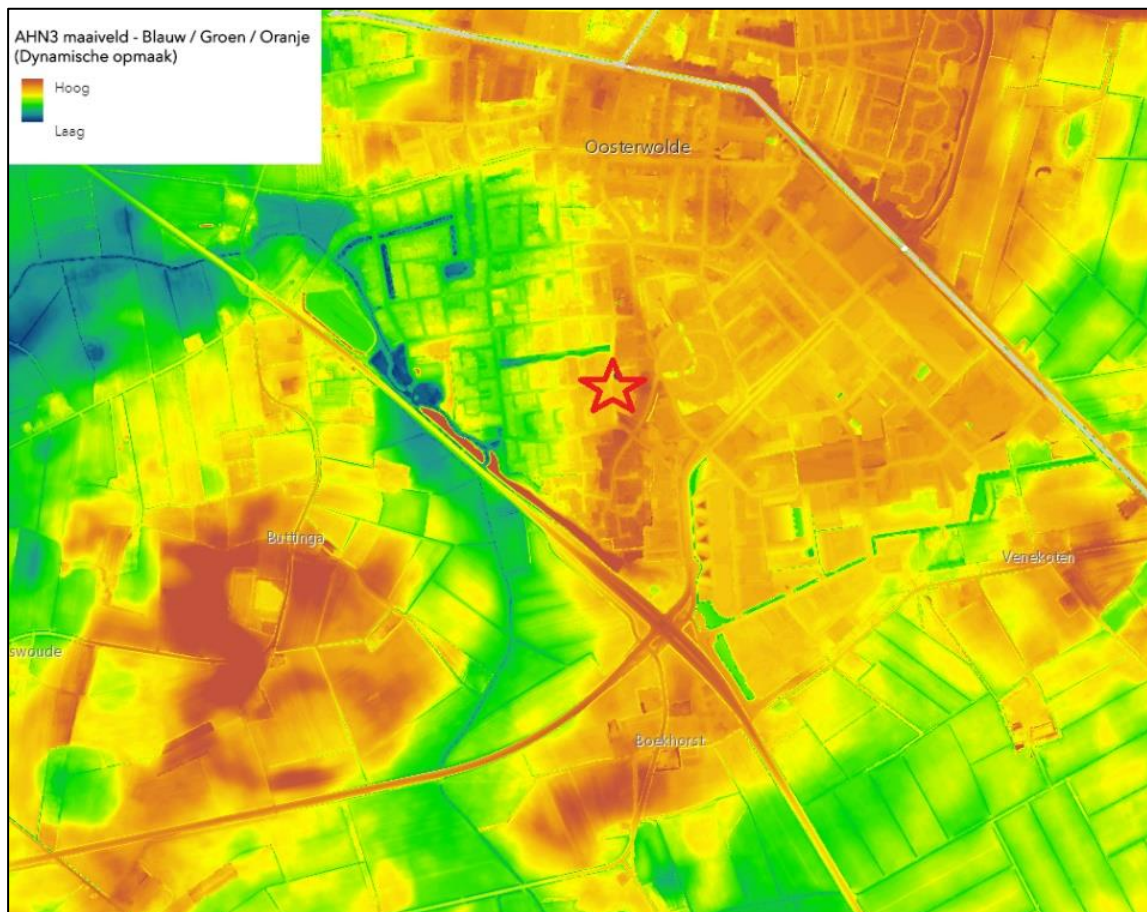 AHN3 maaiveld - Blauw / Groen / Oranje
(Dynamische opmaak)
Hoog
Laag
Oosterwolde
Buttinga
Venekoten
swoude
Boekhorst